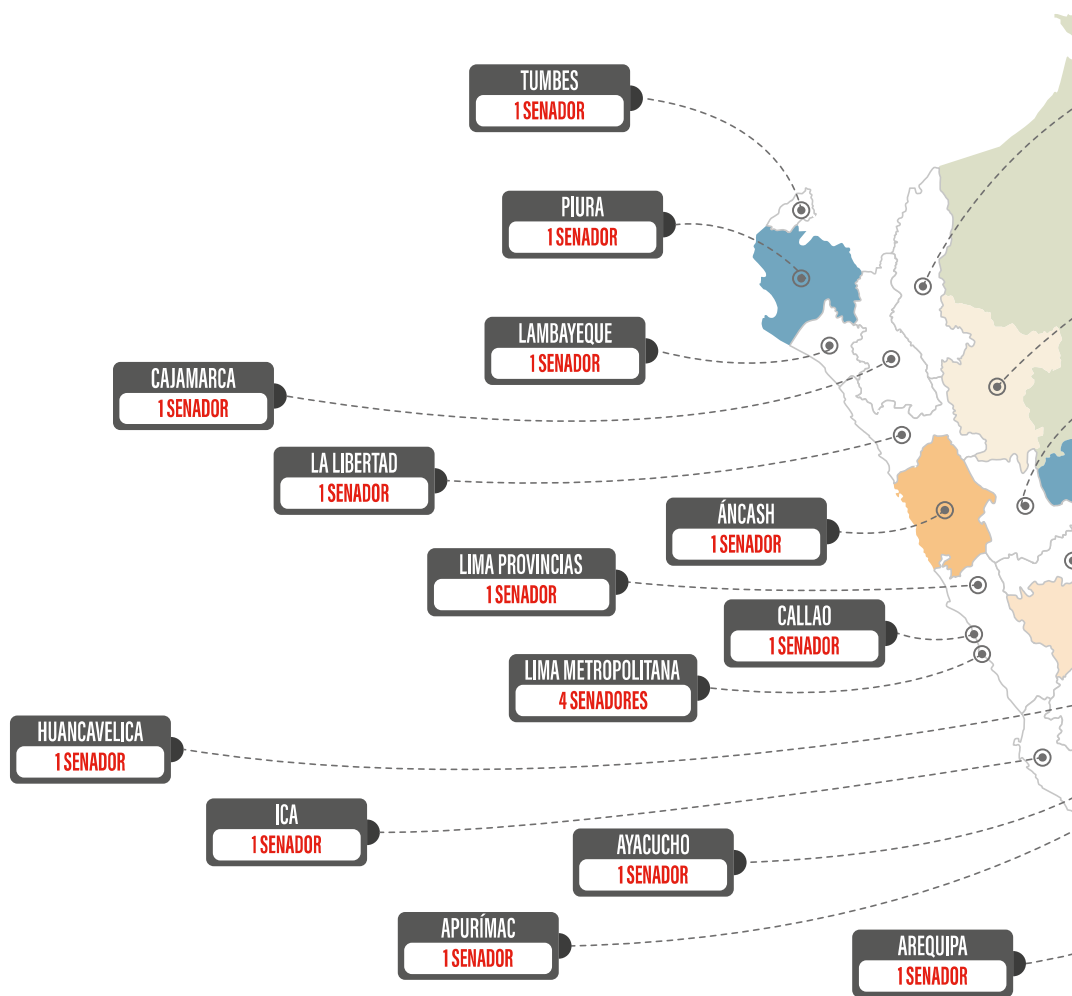 TUMBES
1 SENADOR
PIURA
1 SENADOR
LAMBAYEQUE
1 SENADOR
CAJAMARCA
1 SENADOR
LA LIBERTAD
1 SENADOR
ÁNCASH
1 SENADOR
LIMA PROVINCIAS
1 SENADOR
CALLAO
1 SENADOR
LIMA METROPOLITANA
4 SENADORES
HUANCAVELICA
1 SENADOR
ICA
1 SENADOR
AYACUCHO
1 SENADOR
APURÍMAC
1 SENADOR
AREQUIPA
1 SENADOR